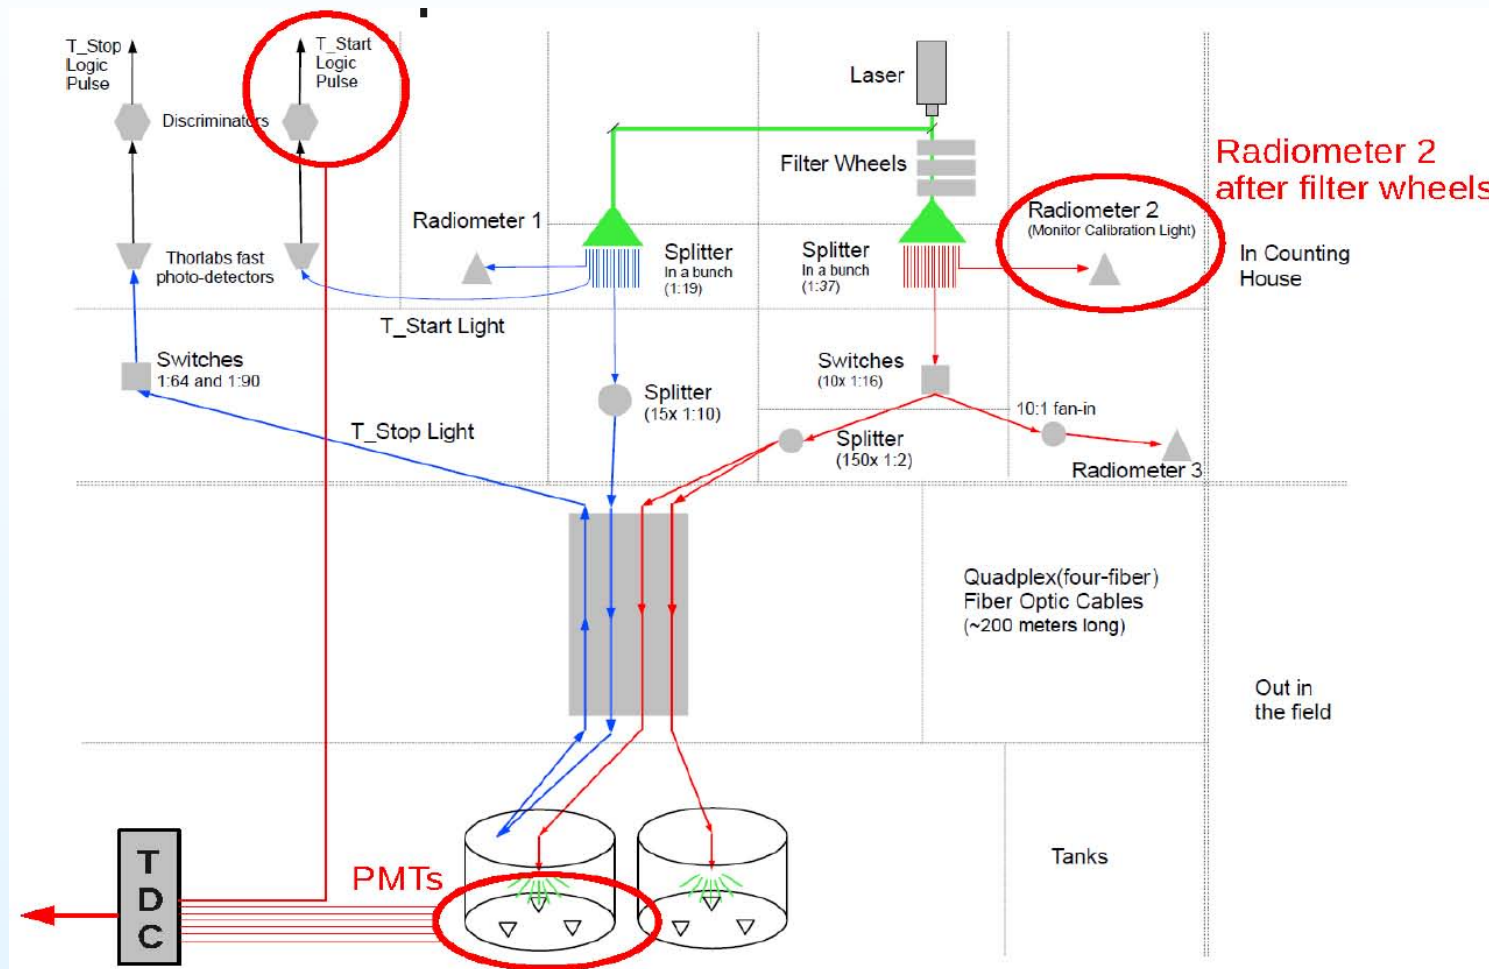 T_Stop
Logic
Pulse
T_Start
Logic
Pulse
Laser
Discriminators
Filter Wheels
Radiometer 2
after filter wheels
Radiometer 1
Radiometer 2
(Monitor Calibration Light)
Thorlabs fast
photo-detectors
Splitter
In a bunch
(1:19)
Splitter
In a bunch
(1:37)
In Counting
House
T_Start Light
Switches
1:64 and 1:90
Splitter
(15x 1:10)
Switches
(10x 1:16)
10:1 fan-in
T_Stop Light
Splitter
(150x 1:2)
Radiometer 3
Quadplex(four-fiber)
Fiber Optic Cables
(~200 meters long)
Out in
the field
Tanks
PMTs
T
D
C